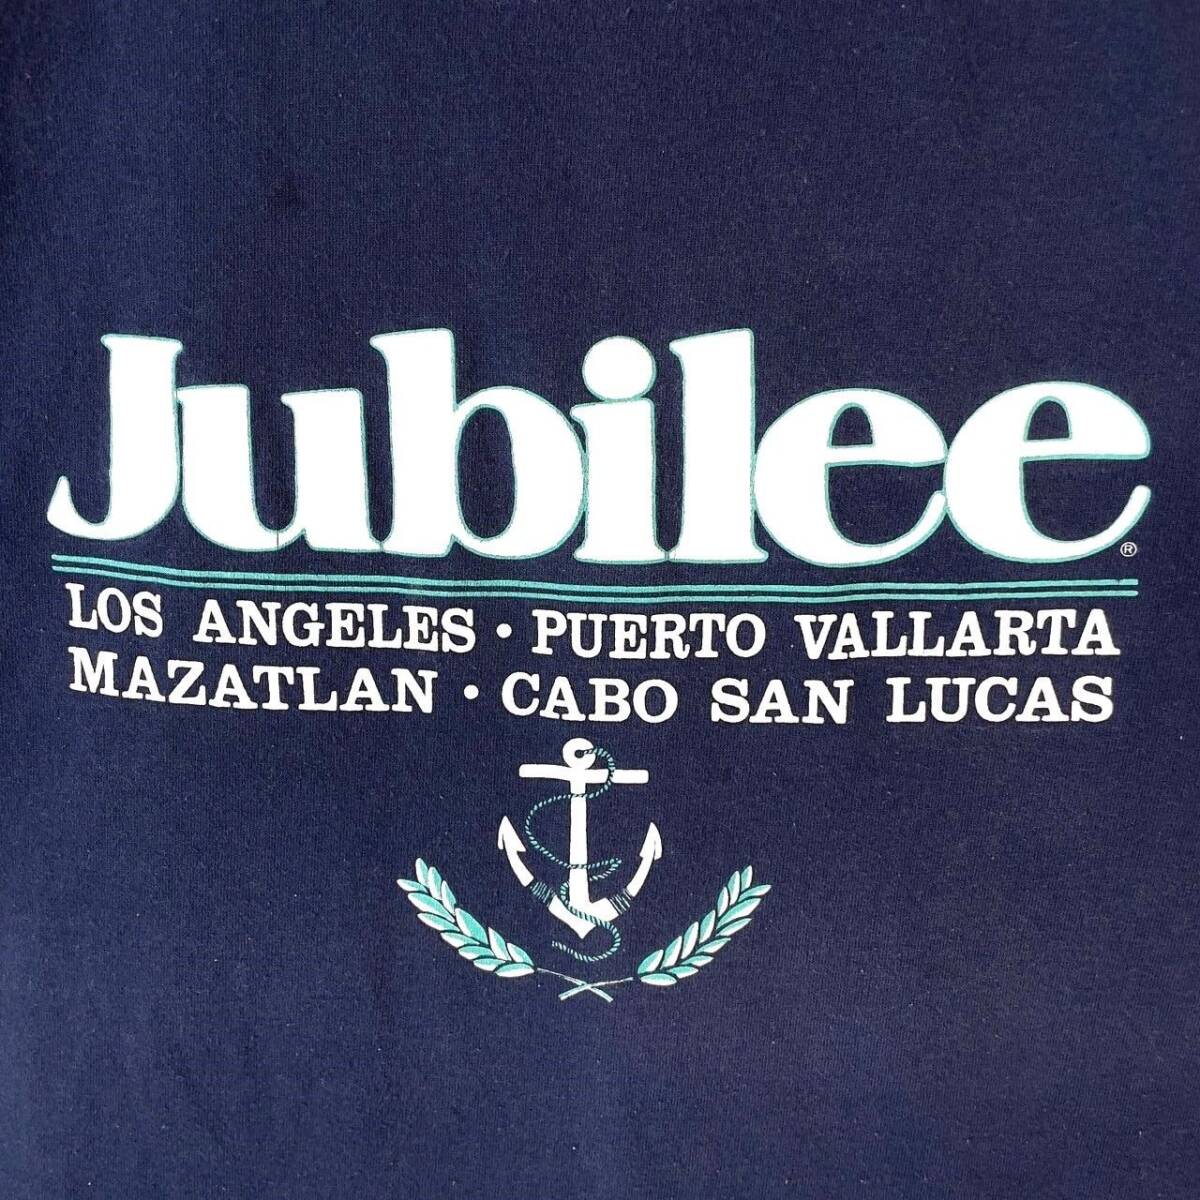 Jubilee®
LOS ANGELES · PUERTO VALLARTA
MAZATLAN · CABO SAN LUCAS